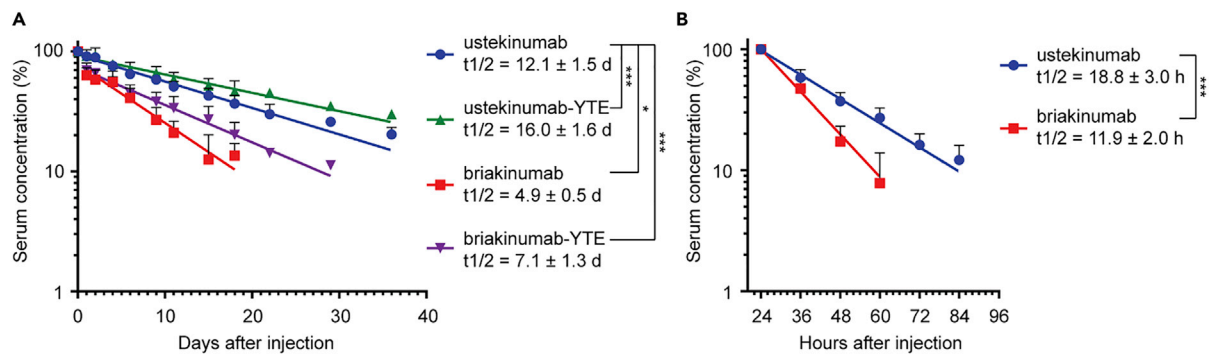 A
Serum concentration (%)
100
10
1
0
10
20
30
40
Days after injection
ustekinumab
t1/2 = 12.1 ± 1.5 d
ustekinumab-YTE
t1/2 = 16.0 ± 1.6 d
briakinumab
t1/2 = 4.9 ± 0.5 d
briakinumab-YTE
t1/2 = 7.1 ± 1.3 d
***
*
***
B
Serum concentration (%)
100
10
1
24
36
48
60
72
84
96
Hours after injection
ustekinumab
t1/2 = 18.8 ± 3.0 h
briakinumab
t1/2 = 11.9 ± 2.0 h
***